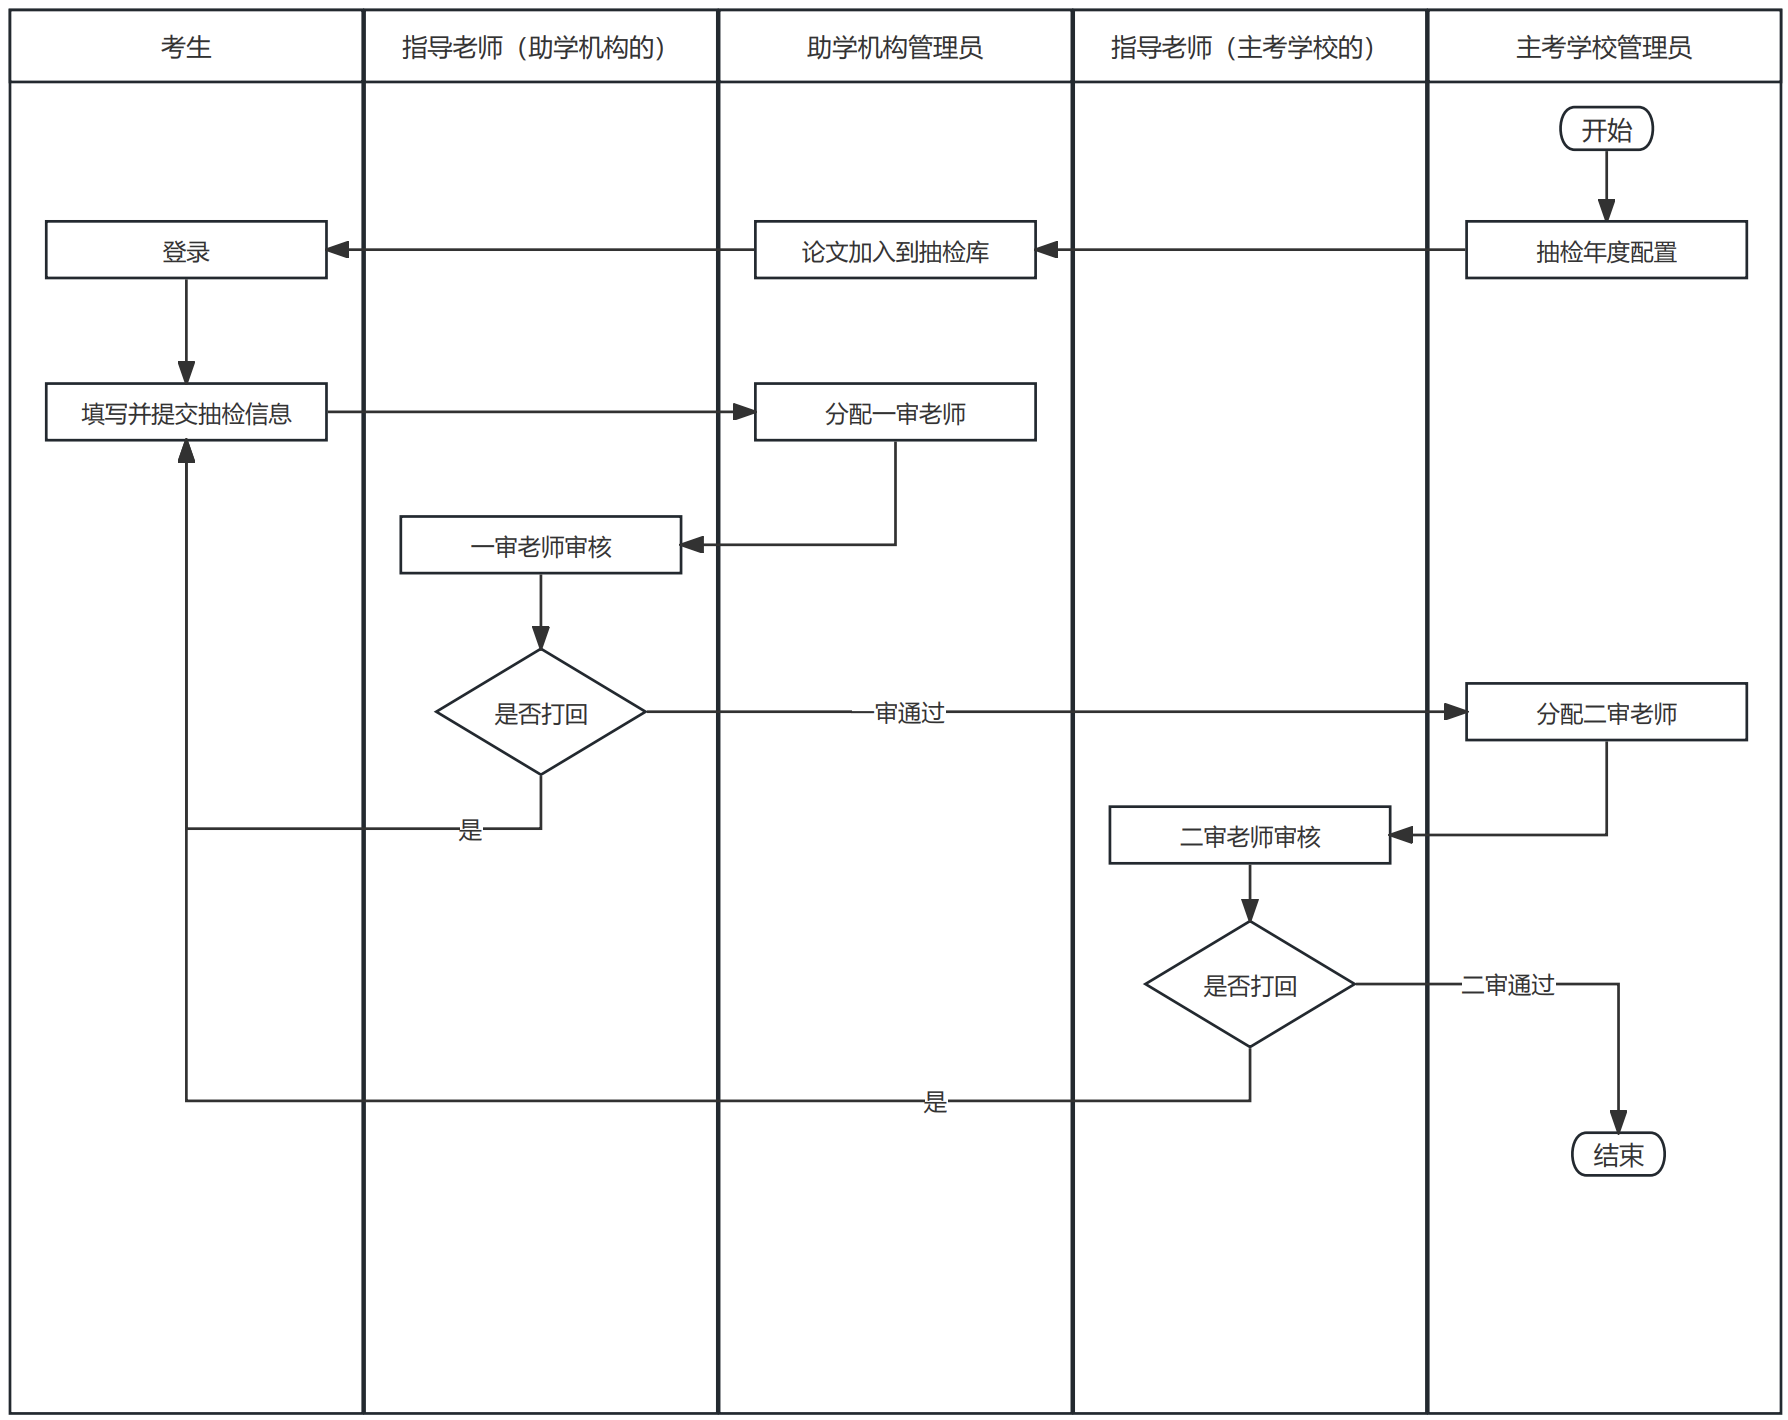 考生
指导老师（助学机构的）
助学机构管理员
指导老师（主考学校的）
主考学校管理员
开始
登录
论文加入到抽检库
抽检年度配置
填写并提交抽检信息
分配一审老师
一审老师审核
是否打回
一审通过
分配二审老师
是
二审老师审核
是否打回
二审通过
是
结束